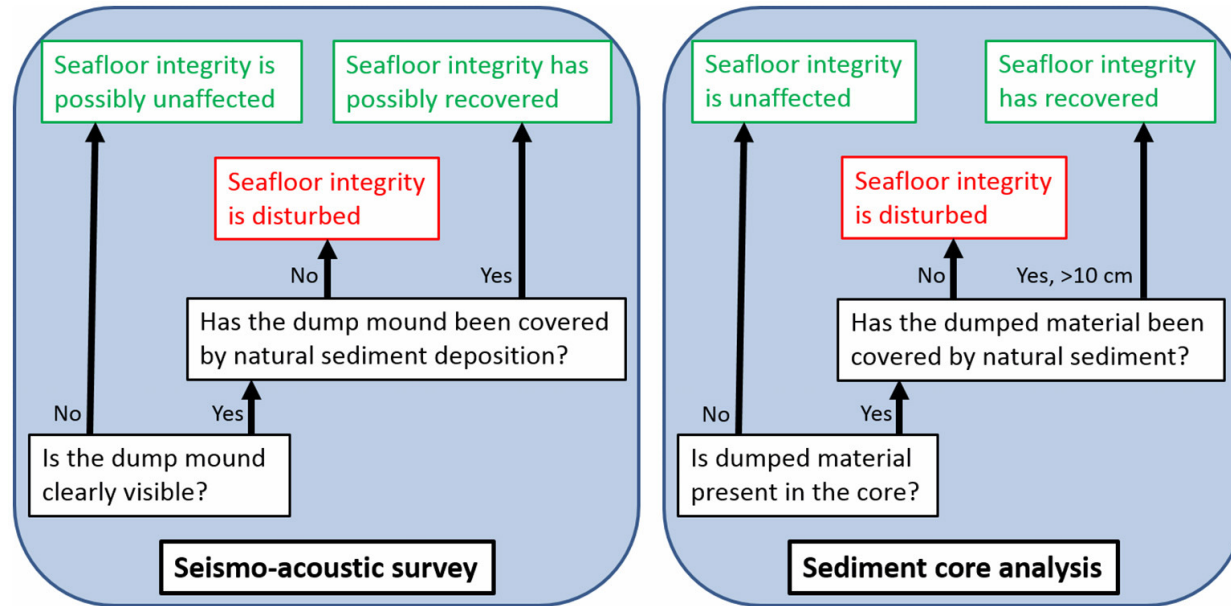 Seafloor integrity is
possibly unaffected
Seafloor integrity has
possibly recovered
Seafloor integrity
is disturbed
No
Yes
Has the dump mound been covered
by natural sediment deposition?
No
Yes
Is the dump mound
clearly visible?
Seismo-acoustic survey
Seafloor integrity
is unaffected
Seafloor integrity
has recovered
Seafloor integrity
is disturbed
No
Yes, >10 cm
Has the dumped material been
covered by natural sediment?
No
Yes
Is dumped material
present in the core?
Sediment core analysis